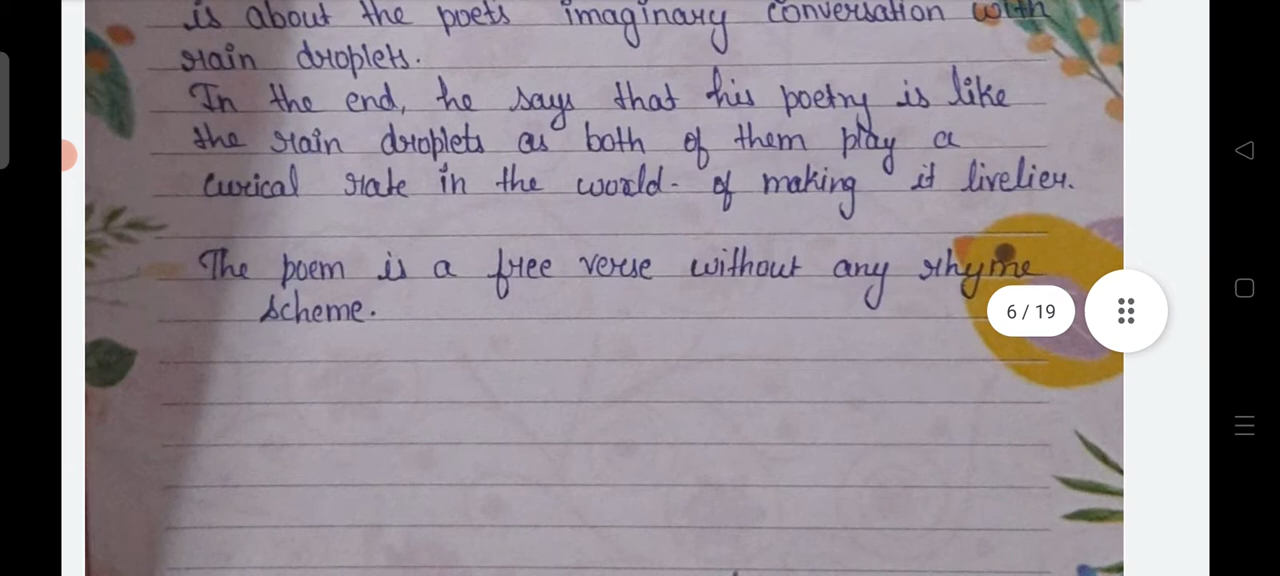 is about the poets imaginary conversation with
rain droplets.
In the end, he says that his poetry is like
the rain droplets as both of them play a
curical rate in the world- of making it livelier.
The poem is a free verse without any rhyme
scheme.
6 / 19